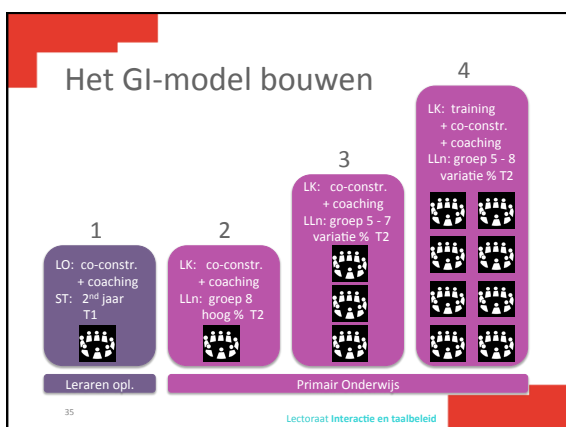 Het GI-model bouwen
1
LO: co-constr.
+ coaching
ST: 2nd jaar
T1
2
LK: co-constr.
+ coaching
LLn: groep 8
hoog % T2
3
LK: co-constr.
+ coaching
LLn: groep 5 - 7
variatie % T2
4
LK: training
+ co-constr.
+ coaching
LLn: groep 5 - 8
variatie % T2
Leraren opl.
Primair Onderwijs
35
Lectoraat Interactie en taalbeleid